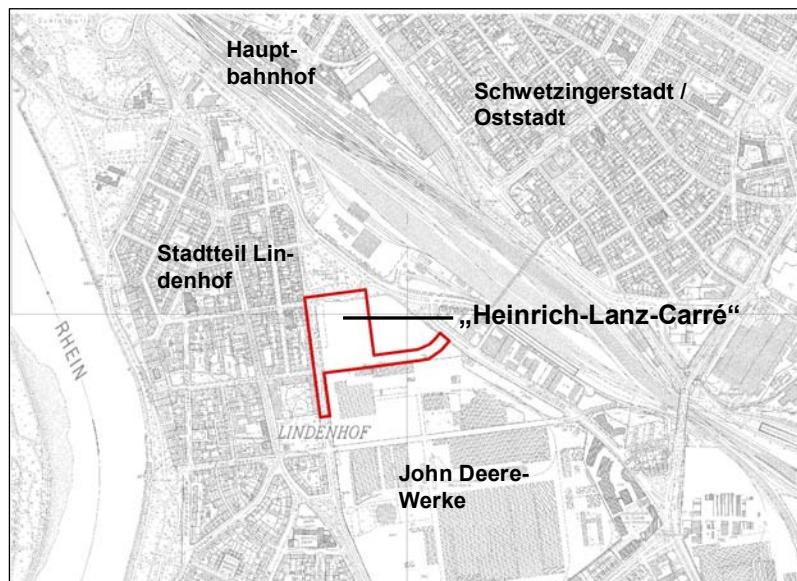 Haupt-
bahnhof
Schwetzingerstadt /
Oststadt
Stadtteil Lin-
denhof
„Heinrich-Lanz-Carré“
RHEIN
LINDENHOF
John Deere-
Werke